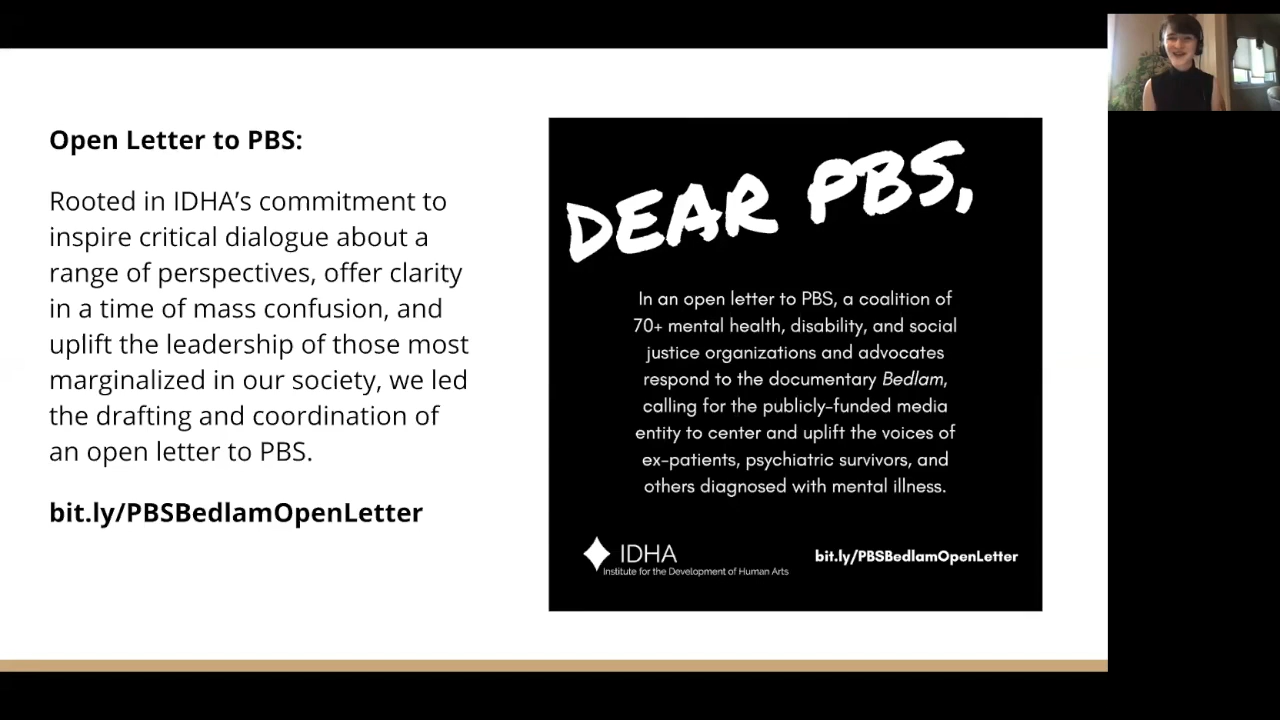 Open Letter to PBS:
Rooted in IDHA’s commitment to
inspire critical dialogue about a
range of perspectives, offer clarity
in a time of mass confusion, and
uplift the leadership of those most
marginalized in our society, we led
the drafting and coordination of
an open letter to PBS.
bit.ly/PBSBedlamOpenLetter
DEAR PBS,
In an open letter to PBS, a coalition of
70+ mental health, disability, and social
justice organizations and advocates
respond to the documentary Bedlam,
calling for the publicly-funded media
entity to center and uplift the voices of
ex-patients, psychiatric survivors, and
others diagnosed with mental illness.
IDHA
Institute for the Development of Human Arts
bit.ly/PBSBedlamOpenLetter